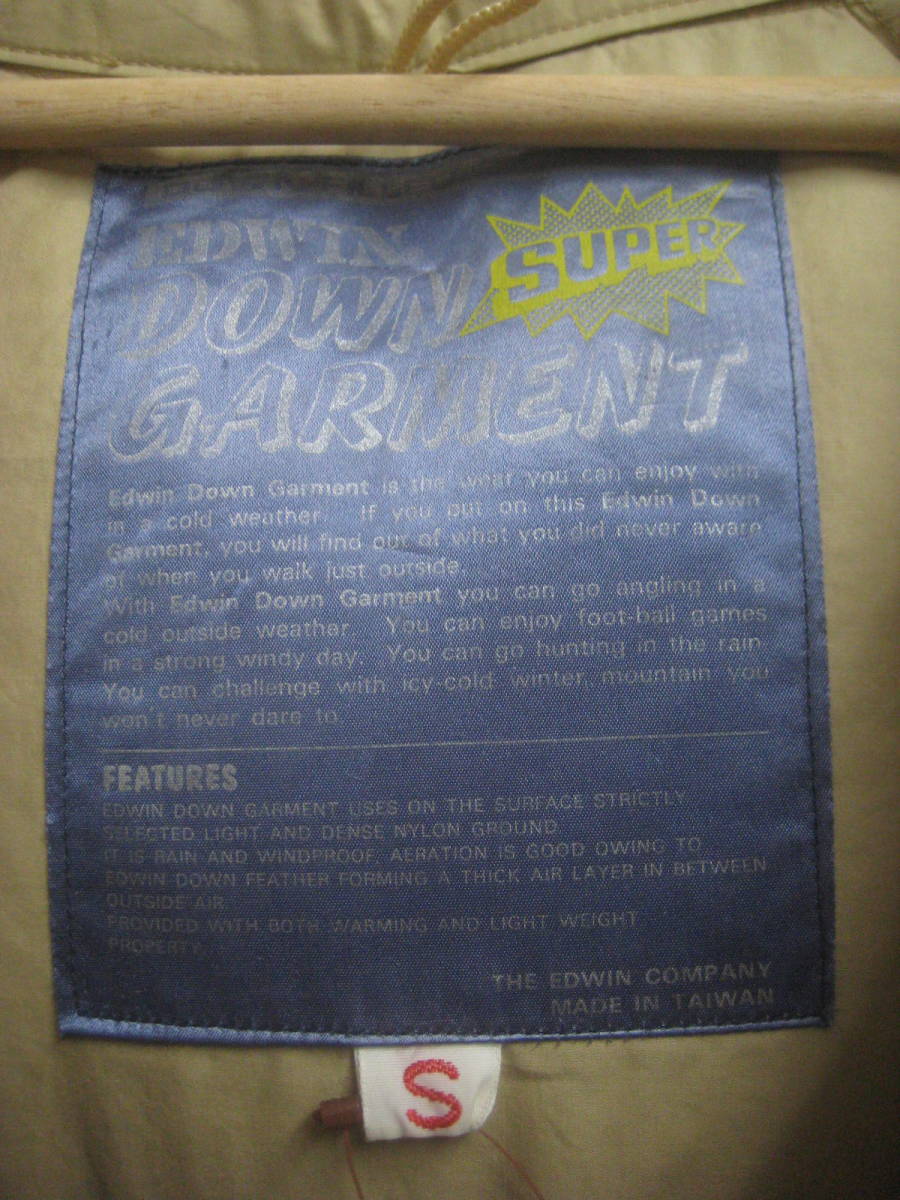 EDWIN
DOWN SUPER
GARMENT
Edwin Down Garment is the wear you can enjoy with
in a cold weather. If you put on this Edwin Down
Garment, you will find out of what you did never aware
of when you walk just outside.
With Edwin Down Garment you can go angling in a
cold outside weather. You can enjoy foot-ball games
in a strong windy day. You can go hunting in the rain.
You can challenge with icy-cold winter mountain you
won't never dare to.
FEATURES
EDWIN DOWN GARMENT USES ON THE SURFACE STRICTLY
SELECTED LIGHT AND DENSE NYLON GROUND
IT IS RAIN AND WINDPROOF, AERATION IS GOOD OWING TO
EDWIN DOWN FEATHER FORMING A THICK AIR LAYER IN BETWEEN
OUTSIDE AIR.
PROVIDED WITH BOTH WARMING AND LIGHT WEIGHT
PROPERTY.
THE EDWIN COMPANY
MADE IN TAIWAN
S